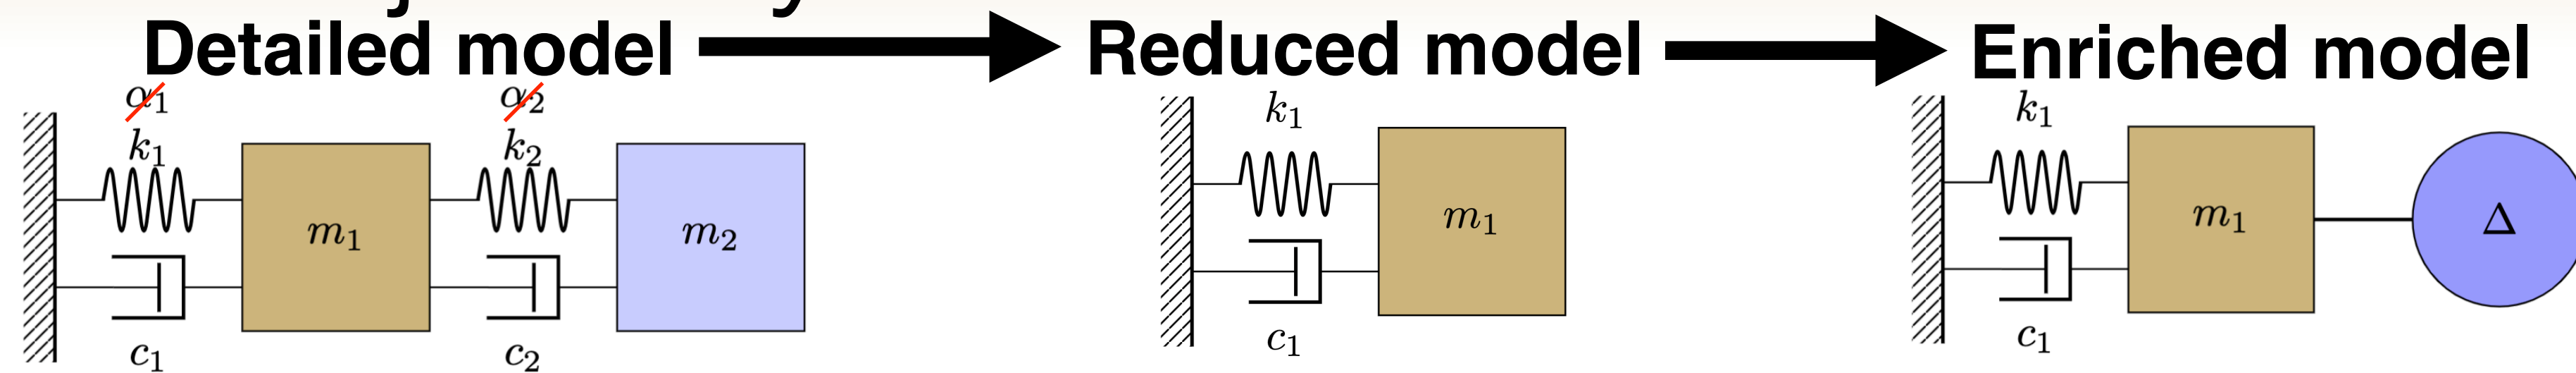 Detailed model
Reduced model
Enriched model
α1
α2
k1
k2
m1
m2
c1
c2
k1
m1
c1
k1
m1
Δ
c1